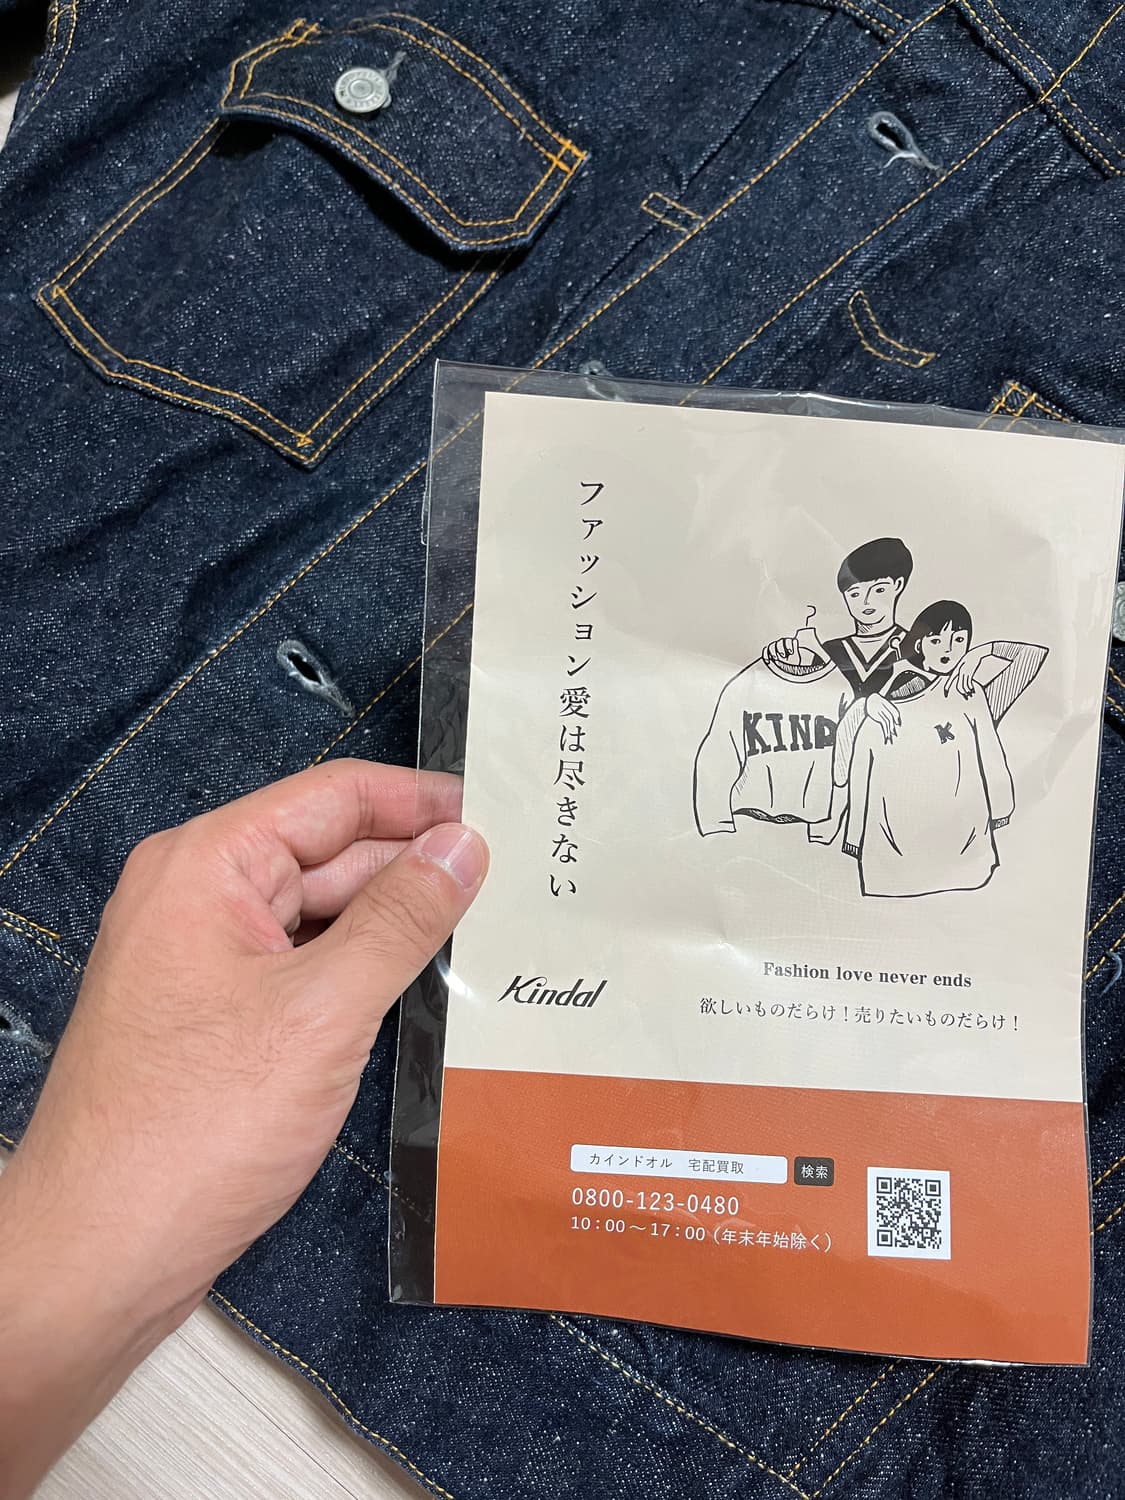 ファッション愛は尽きない
KIND
K
Kindal
Fashion love never ends
欲しいものだらけ！売りたいものだらけ！
カインドオル 宅配買取
検索
0800-123-0480
10：00～17：00（年末年始除く）